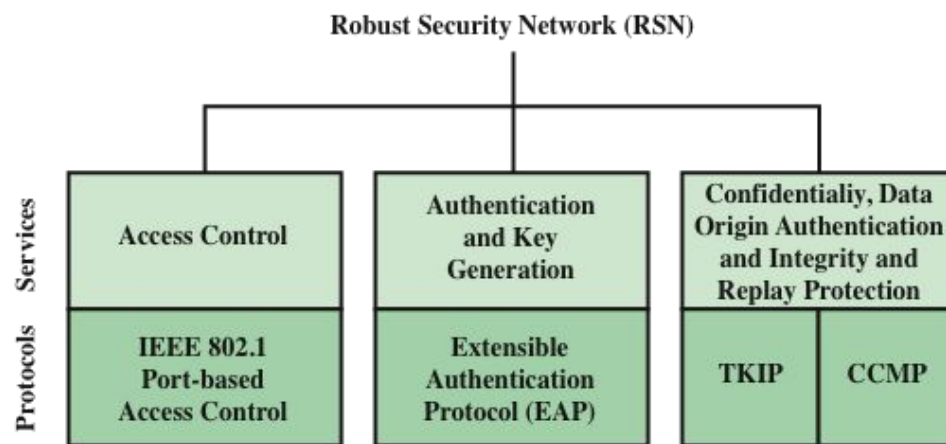 Robust Security Network (RSN)
Services
Access Control
Authentication
and Key
Generation
Confidentialiy, Data
Origin Authentication
and Integrity and
Replay Protection
Protocols
IEEE 802.1
Port-based
Access Control
Extensible
Authentication
Protocol (EAP)
TKIP
CCMP